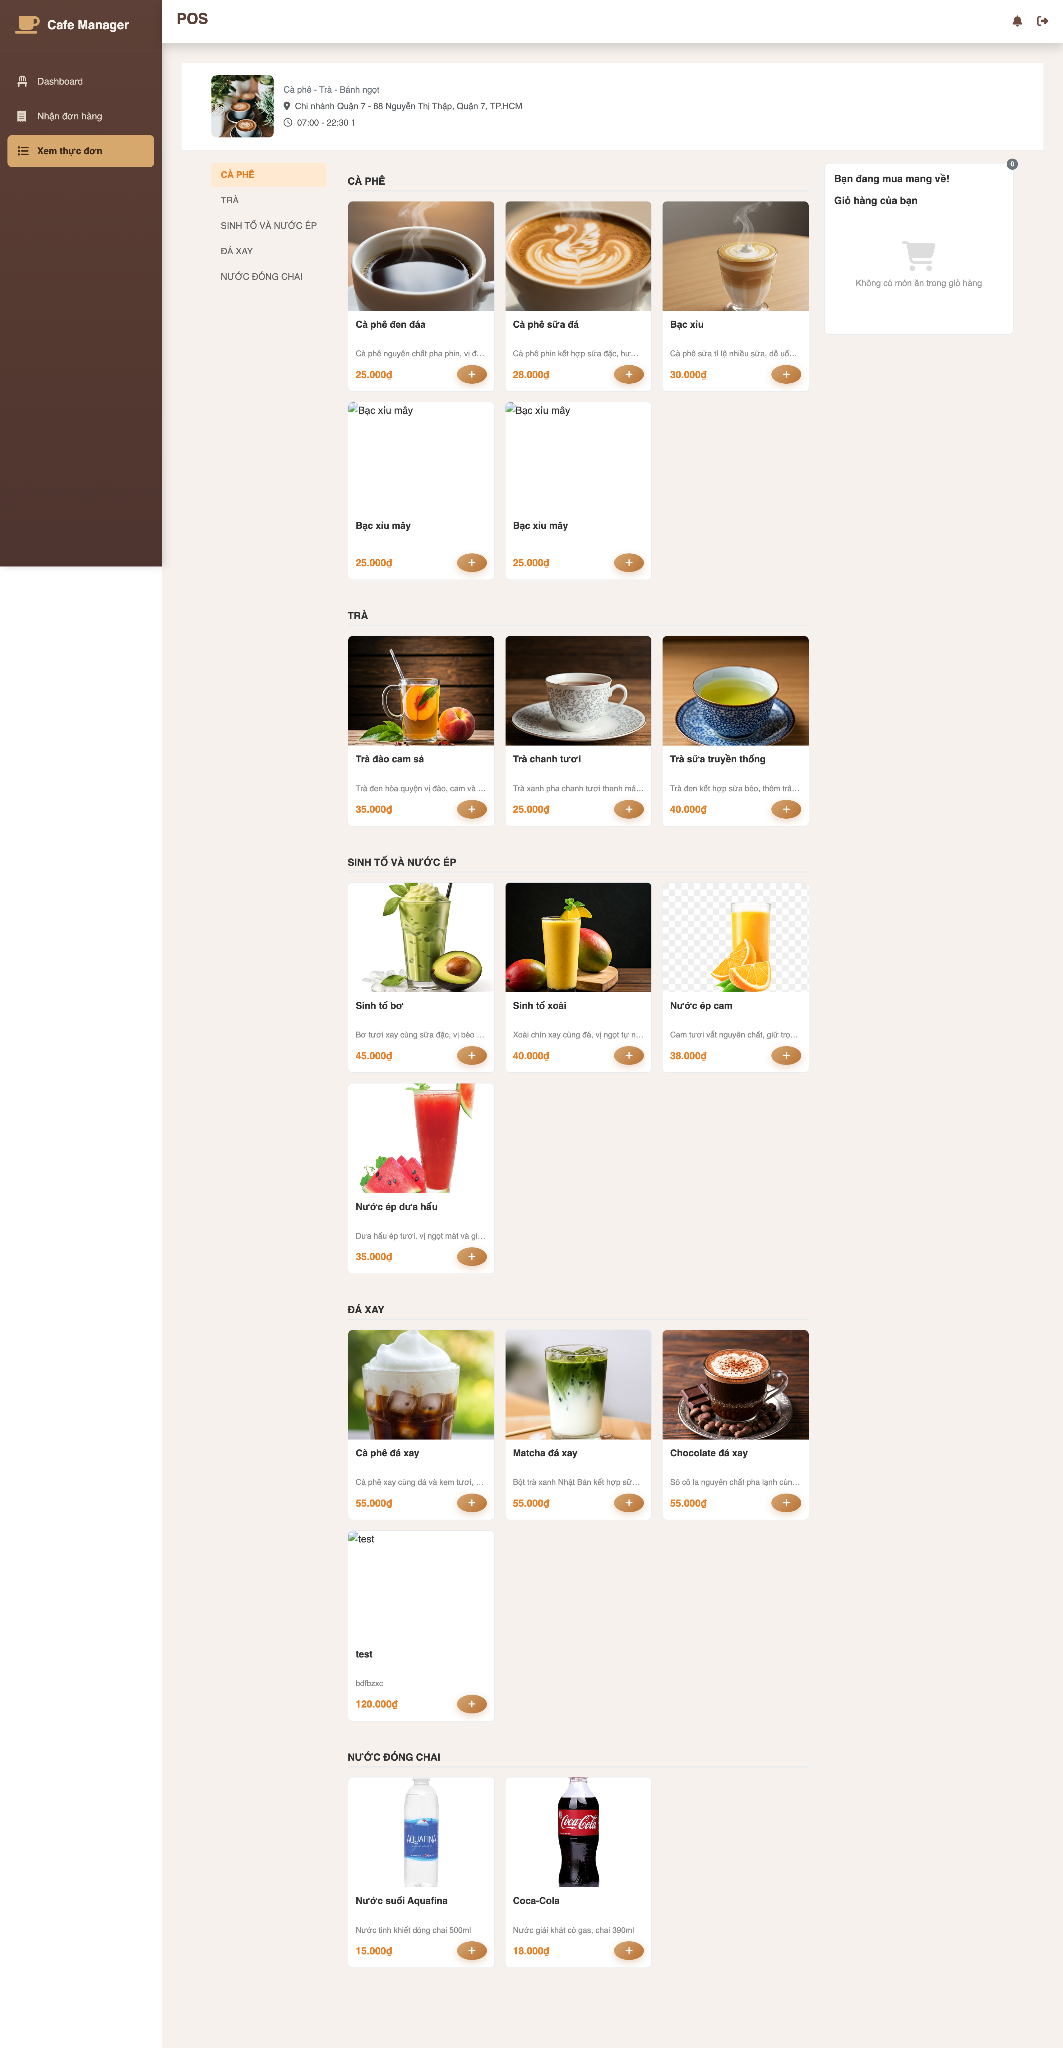 Cafe Manager
POS
Dashboard
Nhận đơn hàng
Xem thực đơn
Cà phê - Trà - Bánh ngọt
Chi nhánh Quận 7 - 88 Nguyễn Thị Thập, Quận 7, TP.HCM
07:00 - 22:30 1
CÀ PHÊ
TRÀ
SINH TỐ VÀ NƯỚC ÉP
ĐÁ XAY
NƯỚC ĐÓNG CHAI
0
Bạn đang mua mang về!
Giỏ hàng của bạn
Không có món ăn trong giỏ hàng
CÀ PHÊ
Cà phê đen đáa
Cà phê nguyên chất pha phin, vị đ...
25.000₫
+
Cà phê sữa đá
Cà phê phin kết hợp sữa đặc, hư...
28.000₫
+
Bạc xỉu
Cà phê sữa tỉ lệ nhiều sữa, dễ uố...
30.000₫
+
Bạc xỉu mây
Bạc xỉu mây
25.000₫
+
Bạc xỉu mây
Bạc xỉu mây
25.000₫
+
TRÀ
Trà đào cam sả
Trà đen hòa quyện vị đào, cam và ...
35.000₫
+
Trà chanh tươi
Trà xanh pha chanh tươi thanh má...
25.000₫
+
Trà sữa truyền thống
Trà đen kết hợp sữa béo, thêm trâ...
40.000₫
+
SINH TỐ VÀ NƯỚC ÉP
Sinh tố bơ
Bơ tươi xay cùng sữa đặc, vị béo ...
45.000₫
+
Sinh tố xoài
Xoài chín xay cùng đá, vị ngọt tự n...
40.000₫
+
Nước ép cam
Cam tươi vắt nguyên chất, giữ trọ...
38.000₫
+
Nước ép dưa hấu
Dưa hấu ép tươi, vị ngọt mát và gi...
35.000₫
+
ĐÁ XAY
Cà phê đá xay
Cà phê xay cùng đá và kem tươi, ...
55.000₫
+
Matcha đá xay
Bột trà xanh Nhật Bản kết hợp sữ...
55.000₫
+
Chocolate đá xay
Sô cô la nguyên chất pha lạnh cùn...
55.000₫
+
test
test
bdfbzxc
120.000₫
+
NƯỚC ĐÓNG CHAI
AQUAFINA
Nước suối Aquafina
Nước tinh khiết đóng chai 500ml
15.000₫
+
Coca-Cola
Coca-Cola
Nước giải khát có gas, chai 390ml
18.000₫
+